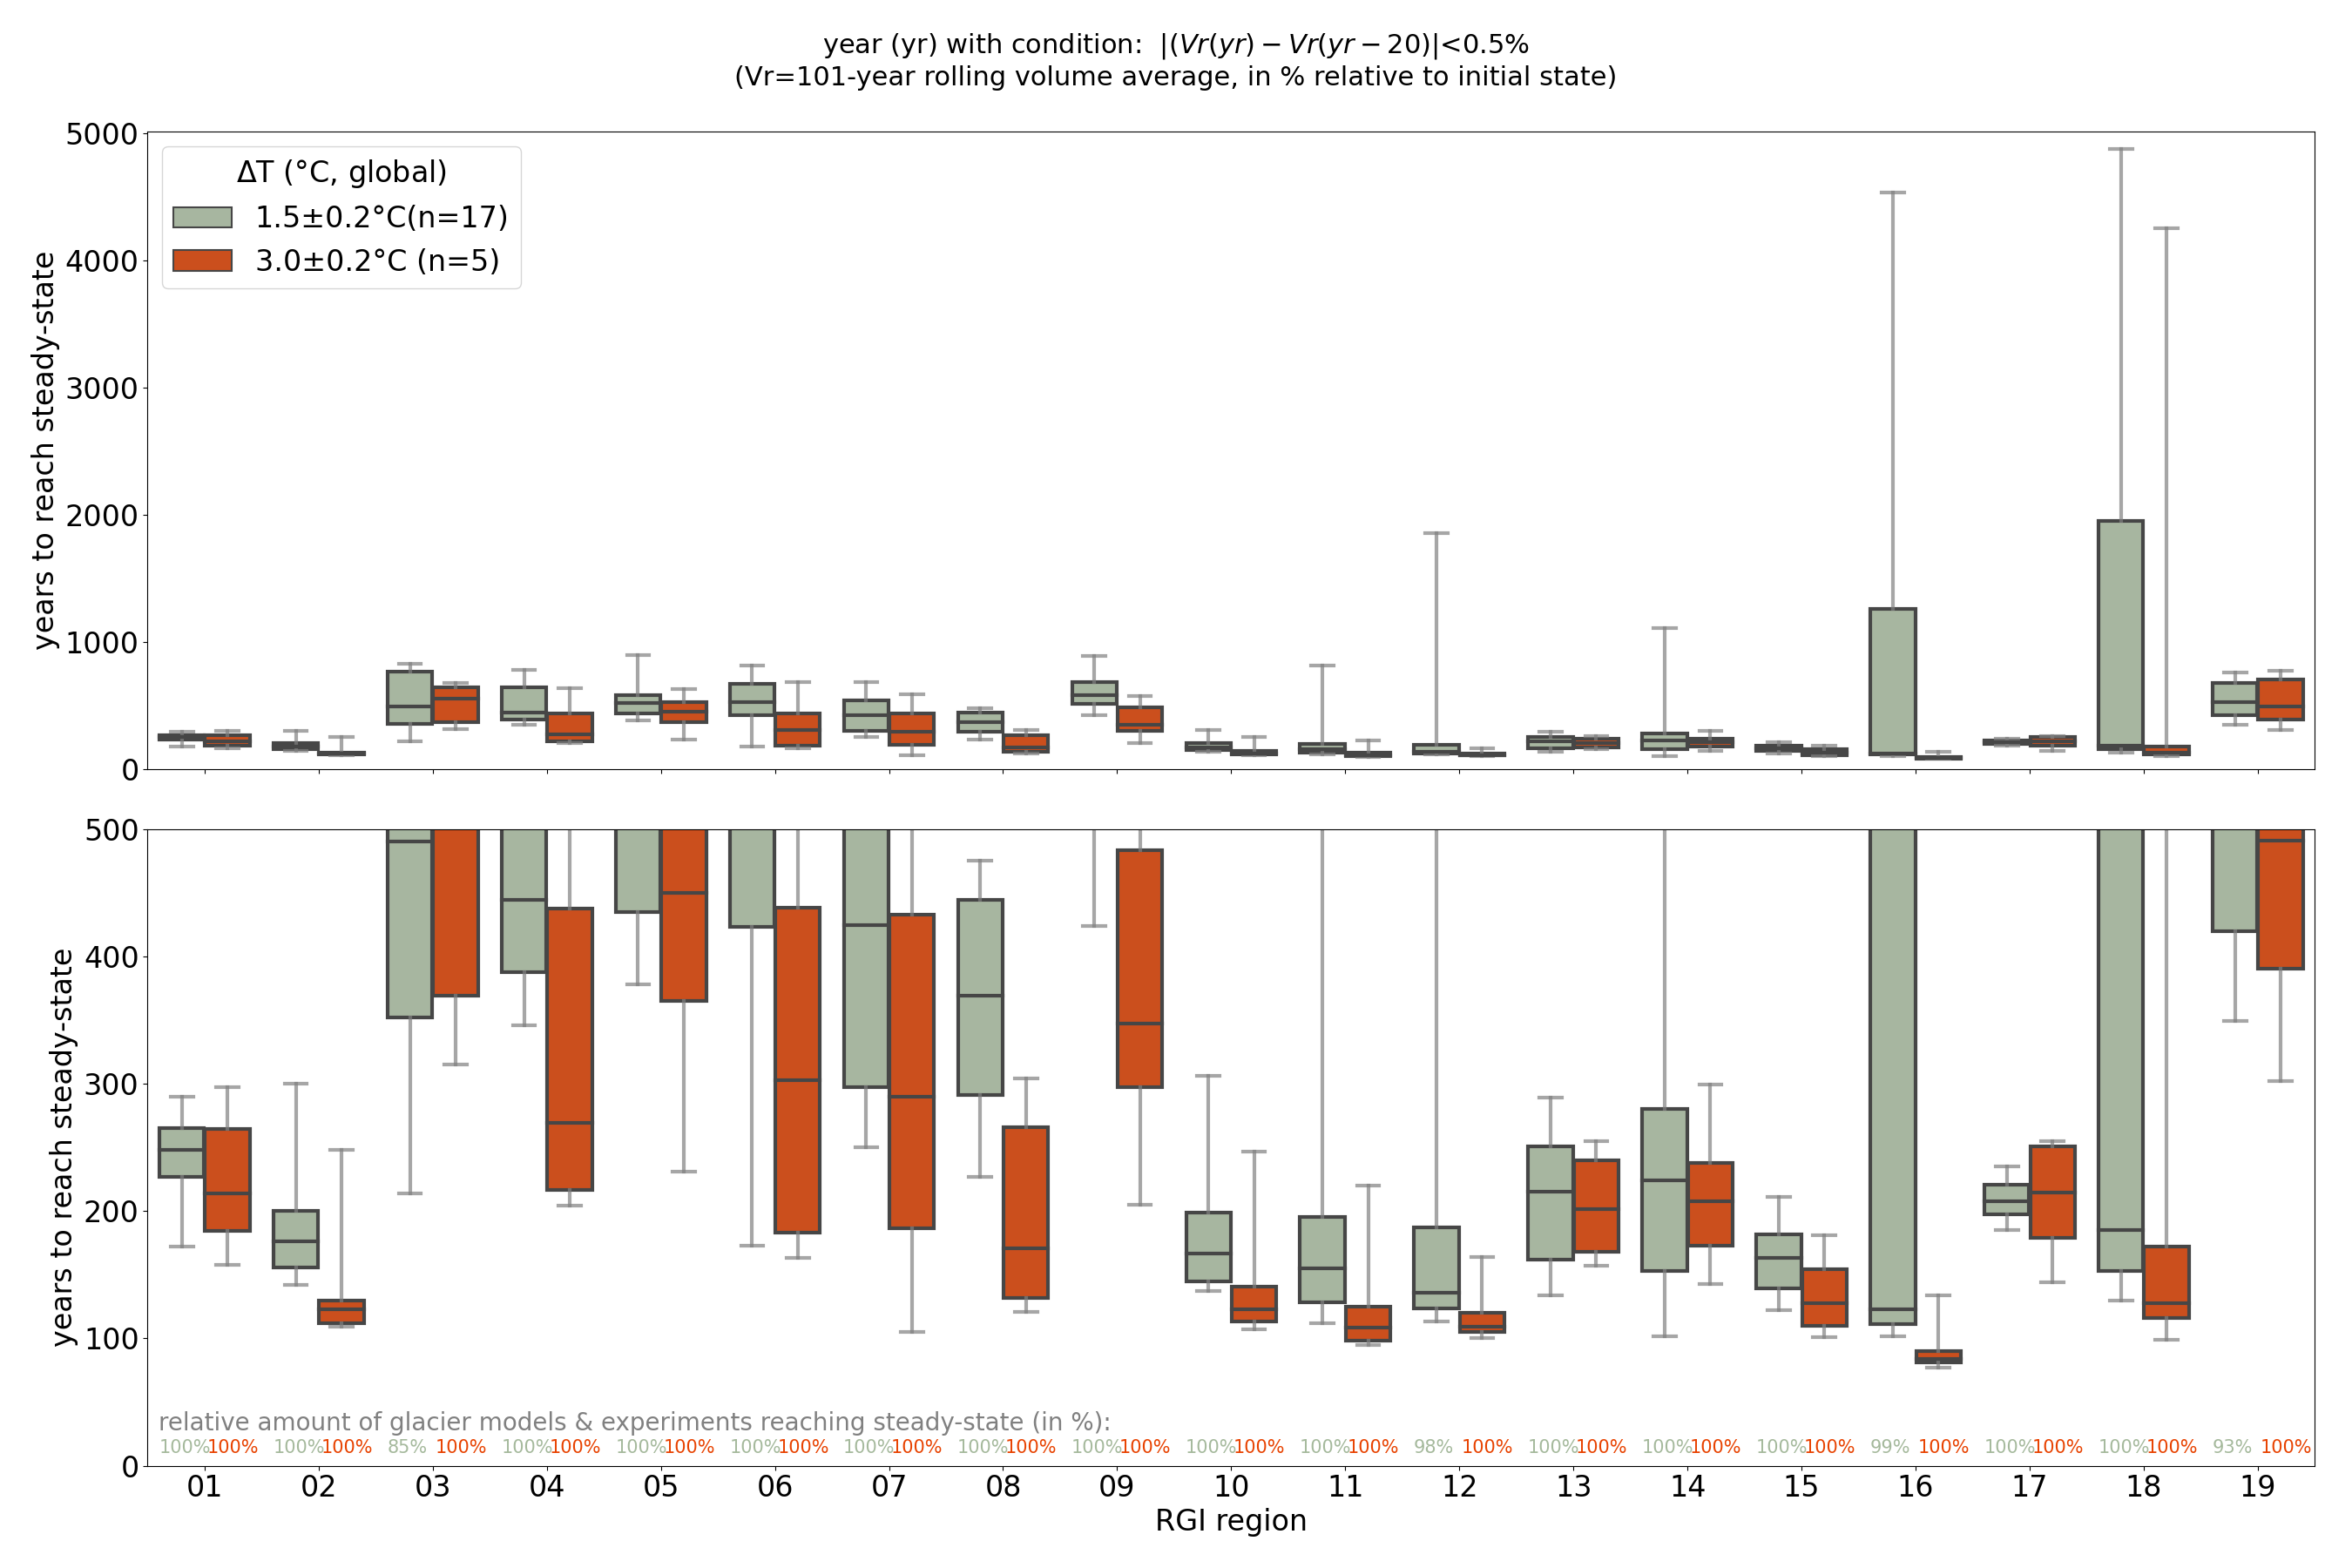 year (yr) with condition: |(Vr(yr) − Vr(yr − 20)|<0.5%
(Vr=101-year rolling volume average, in % relative to initial state)
5000
4000
3000
2000
1000
0
years to reach steady-state
ΔT (°C, global)
1.5±0.2°C(n=17)
3.0±0.2°C (n=5)
500
400
300
200
100
0
years to reach steady-state
relative amount of glacier models & experiments reaching steady-state (in %):
100% 100% 100% 100% 85% 100% 100% 100% 100% 100% 100% 100% 100% 100% 100% 100% 100% 100% 100% 100% 100% 100% 98% 100% 100% 100% 100% 100% 100% 100% 99% 100% 100% 100% 100% 100% 93% 100%
01 02 03 04 05 06 07 08 09 10 11 12 13 14 15 16 17 18 19
RGI region